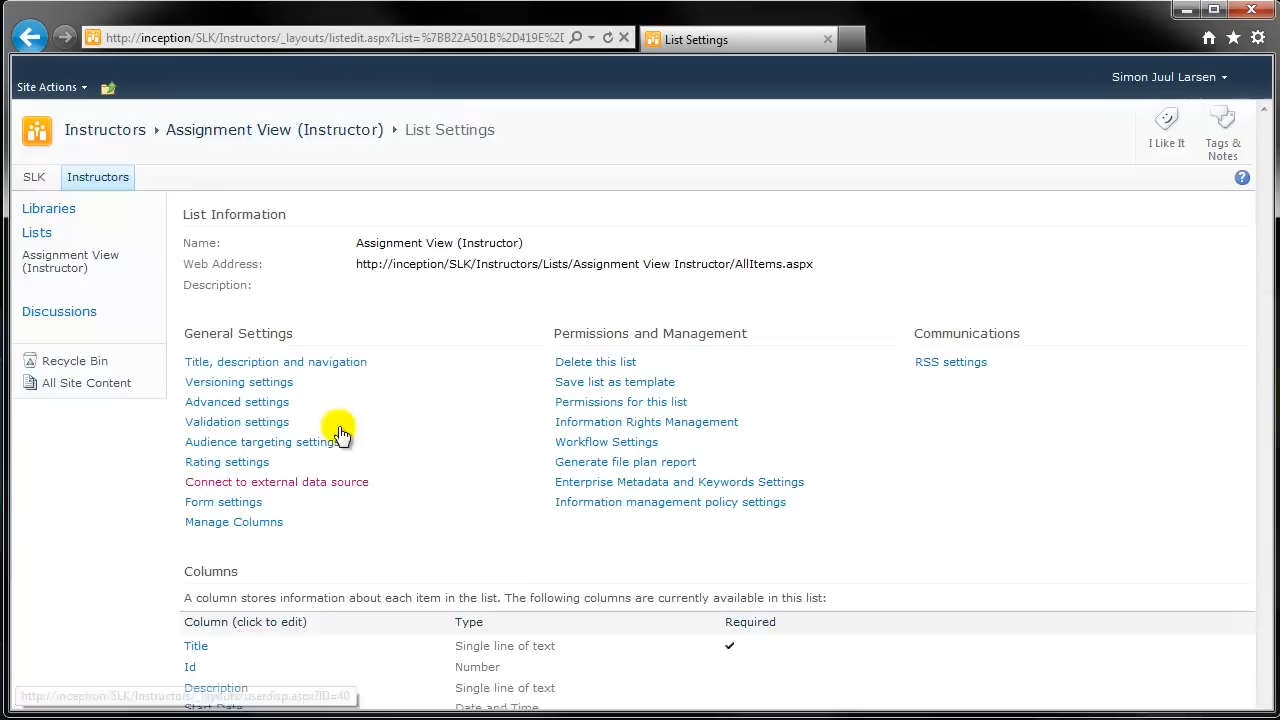 http://inception/SLK/Instructors/_layouts/listedit.aspx?List=%7BB22A501B%2D419E%2D
List Settings
Site Actions
Simon Juul Larsen
Instructors Assignment View (Instructor) List Settings
I Like It
Tags &
Notes
SLK
Instructors
Libraries
Lists
Assignment View
(Instructor)
Discussions
Recycle Bin
All Site Content
List Information
Name: Assignment View (Instructor)
Web Address: http://inception/SLK/Instructors/Lists/Assignment View Instructor/AllItems.aspx
Description:
General Settings
Title, description and navigation
Versioning settings
Advanced settings
Validation settings
Audience targeting settings
Rating settings
Connect to external data source
Form settings
Manage Columns
Permissions and Management
Delete this list
Save list as template
Permissions for this list
Information Rights Management
Workflow Settings
Generate file plan report
Enterprise Metadata and Keywords Settings
Information management policy settings
Communications
RSS settings
Columns
A column stores information about each item in the list. The following columns are currently available in this list:
Column (click to edit) Type Required
Title Single line of text
Id Number
Description Single line of text
Start Date Date and Time
http://inception/SLK/Instructors/_layouts/userdisp.aspx?ID=40